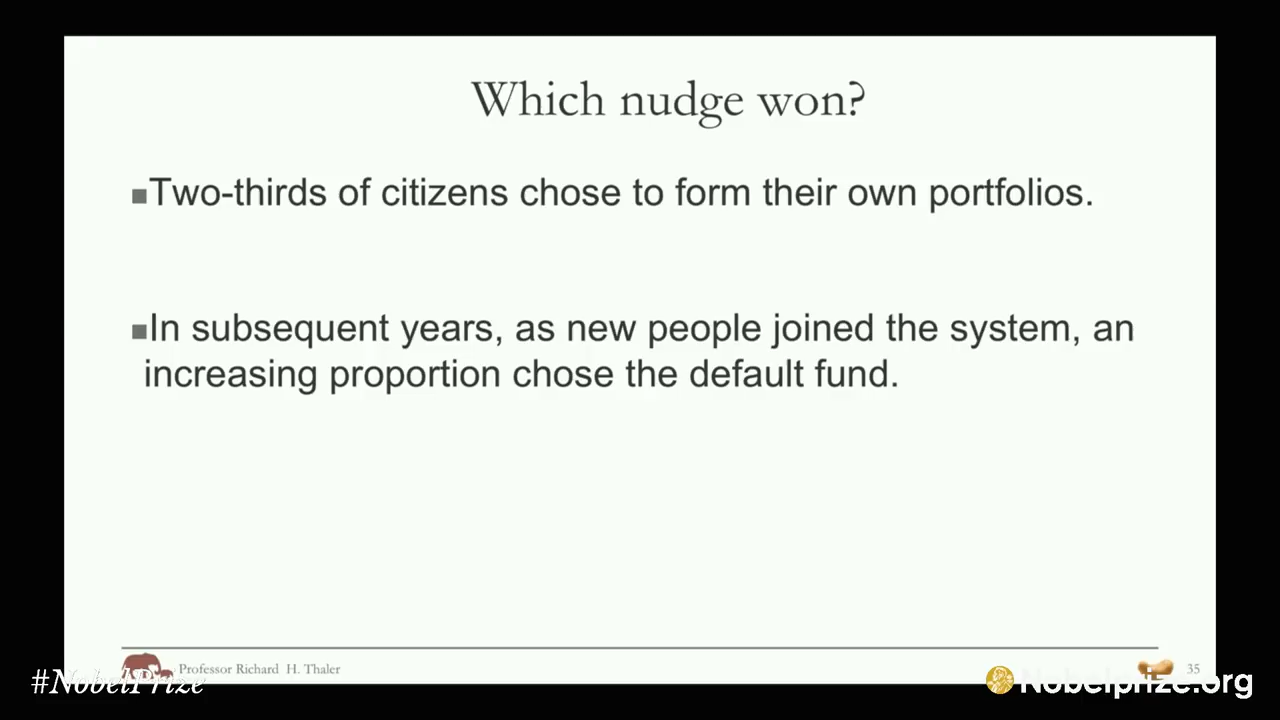 Which nudge won?
▪Two-thirds of citizens chose to form their own portfolios.
▪In subsequent years, as new people joined the system, an
increasing proportion chose the default fund.
Professor Richard H. Thaler
35
#NobelPrize
Nobelprize.org